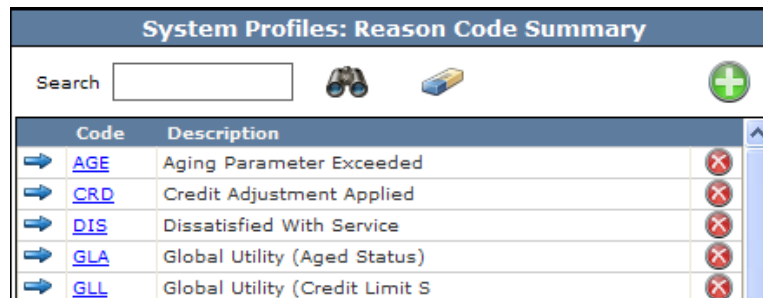 System Profiles: Reason Code Summary
Search
Code Description
AGE Aging Parameter Exceeded
CRD Credit Adjustment Applied
DIS Dissatisfied With Service
GLA Global Utility (Aged Status)
GLL Global Utility (Credit Limit S